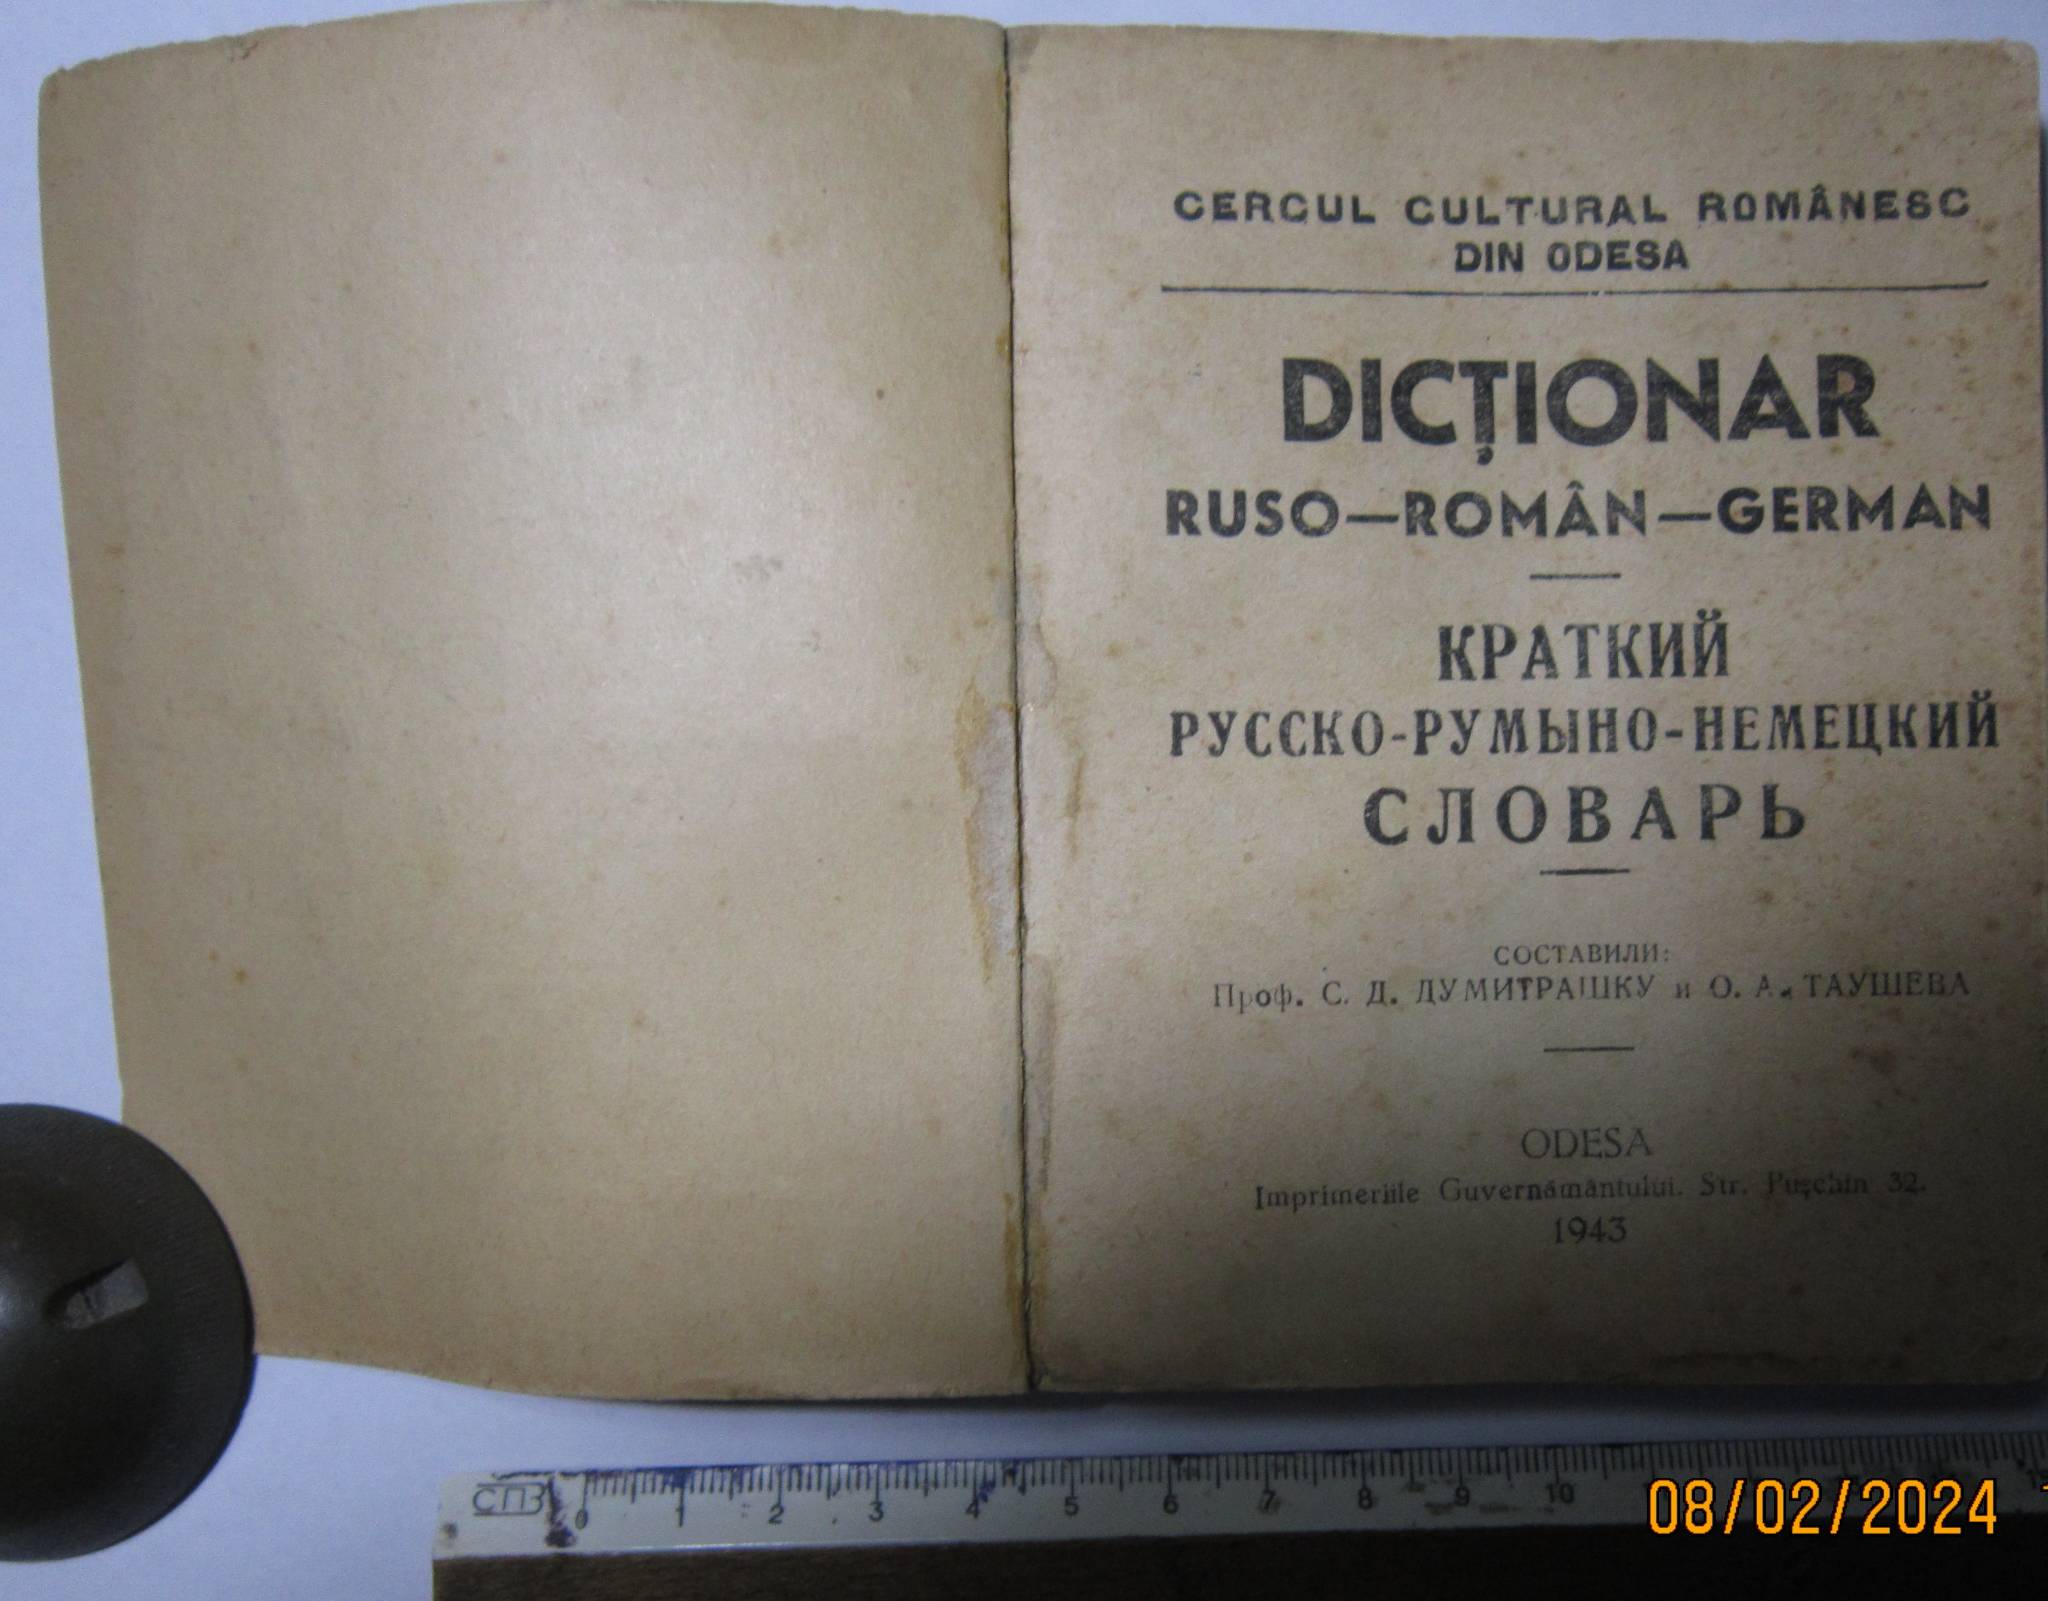 CERCUL CULTURAL ROMÂNESC
DIN ODESA
DICȚIONAR
RUSO—ROMÂN—GERMAN
КРАТКИЙ
РУССКО-РУМЫНО-НЕМЕЦКИЙ
СЛОВАРЬ
СОСТАВИЛИ:
Проф. С. Д. ДУМИТРАШКУ и О. А. ТАУШЕВА
ODESA
Imprimeriile Guvernământului. Str. Pușchin 32.
1943
СПЗ 0 1 2 3 4 5 6 7 8 9 10
08/02/2024